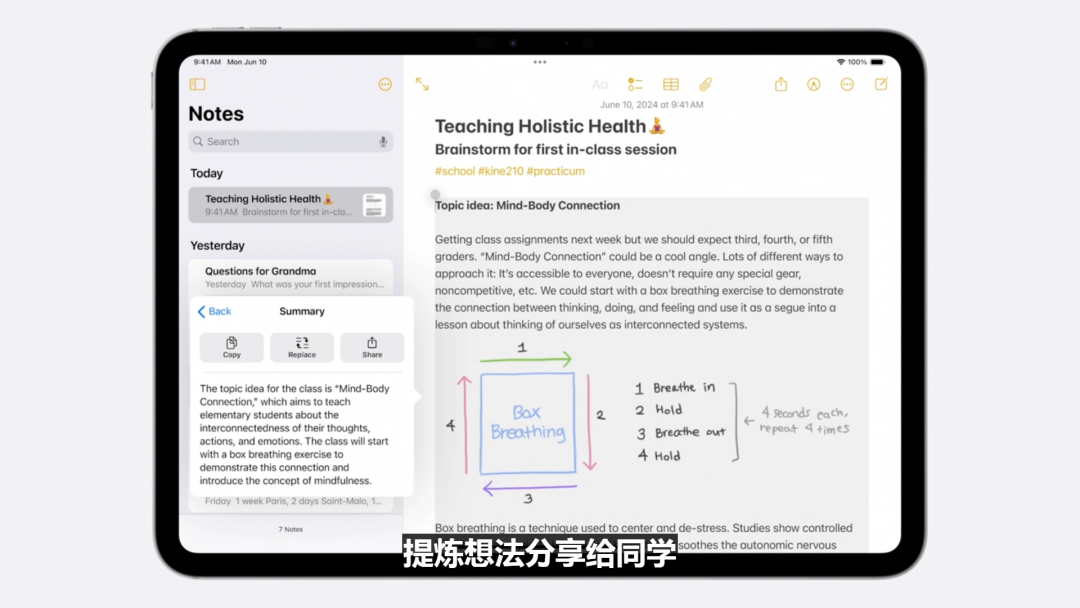 9:41 AM Mon Jun 10
100%
Notes
Search
Today
Teaching Holistic Health
9:41 AM Brainstorm for first in-cla...
Yesterday
Questions for Grandma
Yesterday What was your first impression...
Back
Summary
Copy
Replace
Share
The topic idea for the class is “Mind-Body
Connection,” which aims to teach
elementary students about the
interconnectedness of their thoughts,
actions, and emotions. The class will start
with a box breathing exercise to
demonstrate this connection and
introduce the concept of mindfulness.
Friday 1 week Paris, 2 days Saint-Malo, 1...
7 Notes
Aa
June 10, 2024 at 9:41 AM
Teaching Holistic Health
Brainstorm for first in-class session
#school #kine210 #practicum
Topic idea: Mind-Body Connection
Getting class assignments next week but we should expect third, fourth, or fifth
graders. “Mind-Body Connection” could be a cool angle. Lots of different ways to
approach it: It's accessible to everyone, doesn't require any special gear,
noncompetitive, etc. We could start with a box breathing exercise to demonstrate
the connection between thinking, doing, and feeling and use it as a segue into a
lesson about thinking of ourselves as interconnected systems.
1
2
3
4
Box
Breathing
1 Breathe in
2 Hold
3 Breathe out
4 Hold
4 seconds each,
repeat 4 times
Box breathing is a technique used to center and de-stress. Studies show controlled
soothes the autonomic nervous
提炼想法分享给同学